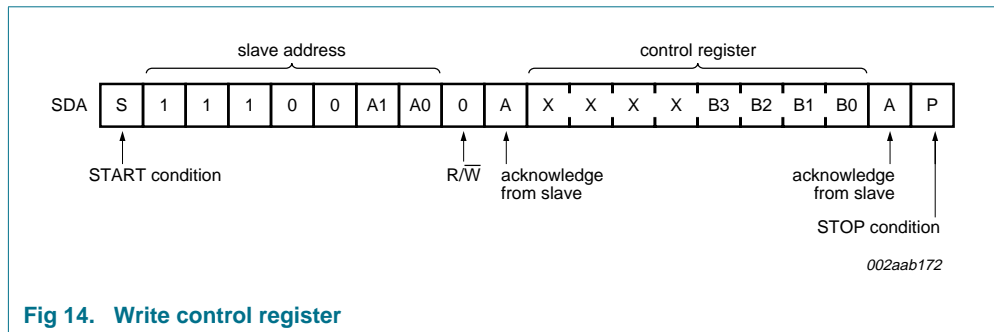 slave address control register
SDA S 1 1 1 0 0 A1 A0 0 A X X X X B3 B2 B1 B0 A P
START condition R/W̅ acknowledge from slave acknowledge from slave
STOP condition
002aab172
Fig 14. Write control register